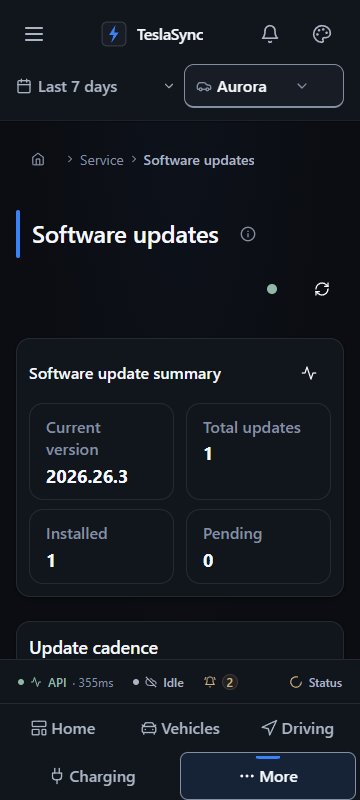 TeslaSync
Last 7 days
Aurora
Service
Software updates
Software updates
Software update summary
Current
version
2026.26.3
Total updates
1
Installed
1
Pending
0
Update cadence
API · 355ms
Idle
2
Status
Home
Vehicles
Driving
Charging
More